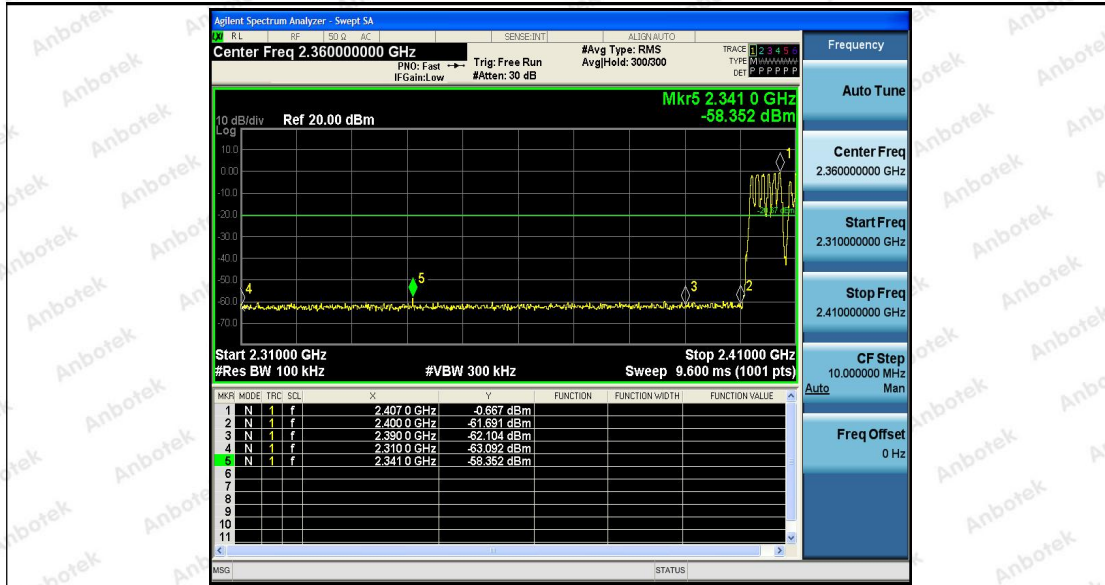 Agilent Spectrum Analyzer - Swept SA
RL RF 50 Ω AC SENSE:INT ALIGNAUTO
Center Freq 2.360000000 GHz
PNO: Fast
IFGain:Low
Trig: Free Run
#Atten: 30 dB
#Avg Type: RMS
Avg|Hold: 300/300
TRACE 1 2 3 4 5 6
TYPE M
DET P P P P P P
Mkr5 2.341 0 GHz
-58.352 dBm
10 dB/div Ref 20.00 dBm
Log
10.0
0.00
-10.0
-20.0
-30.0
-40.0
-50.0
-60.0
-70.0
1
4
5
3
2
Start 2.31000 GHz Stop 2.41000 GHz
#Res BW 100 kHz #VBW 300 kHz Sweep 9.600 ms (1001 pts)
MKR MODE TRC SCL X Y FUNCTION FUNCTION WIDTH FUNCTION VALUE
1 N 1 f 2.407 0 GHz -0.667 dBm
2 N 1 f 2.400 0 GHz -61.691 dBm
3 N 1 f 2.390 0 GHz -62.104 dBm
4 N 1 f 2.310 0 GHz -63.092 dBm
5 N 1 f 2.341 0 GHz -58.352 dBm
6
7
8
9
10
11
MSG STATUS
Frequency
Auto Tune
Center Freq
2.360000000 GHz
Start Freq
2.310000000 GHz
Stop Freq
2.410000000 GHz
CF Step
10.000000 MHz
Auto Man
Freq Offset
0 Hz
Anbotek